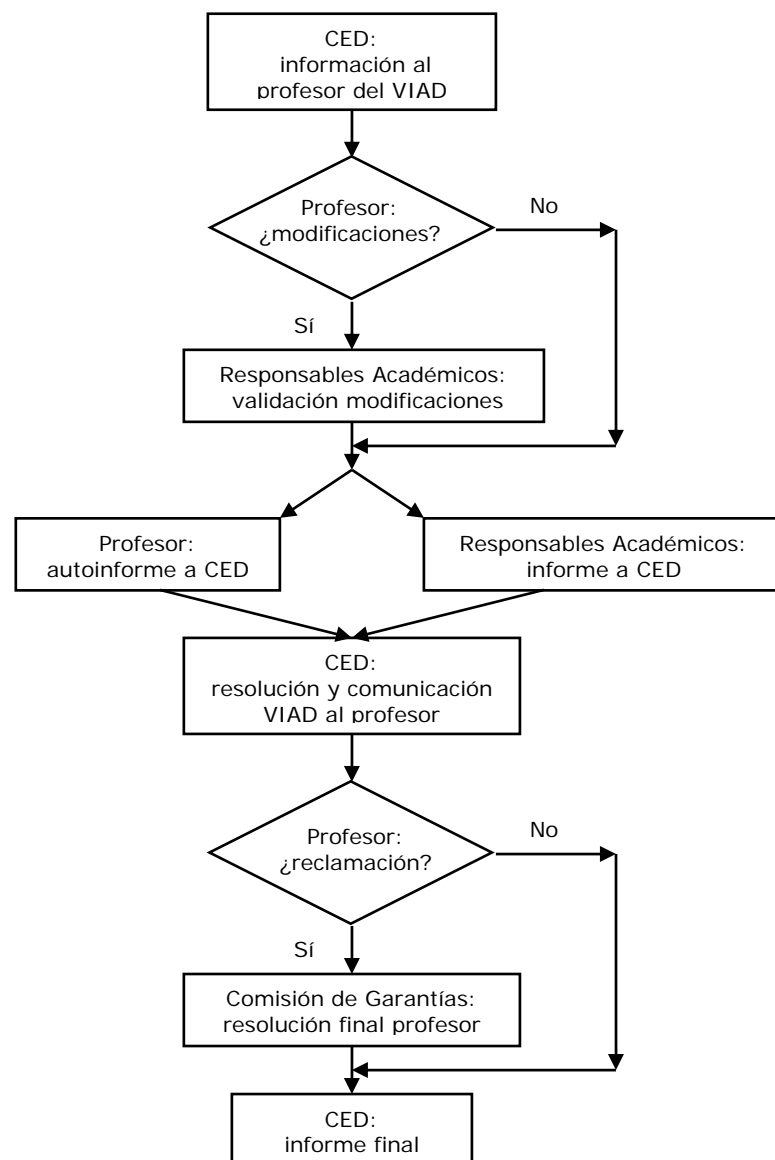 CED:
información al
profesor del VIAD
Profesor:
¿modificaciones?
No
Sí
Responsables Académicos:
validación modificaciones
Profesor:
autoinforme a CED
Responsables Académicos:
informe a CED
CED:
resolución y comunicación
VIAD al profesor
Profesor:
¿reclamación?
No
Sí
Comisión de Garantías:
resolución final profesor
CED:
informe final